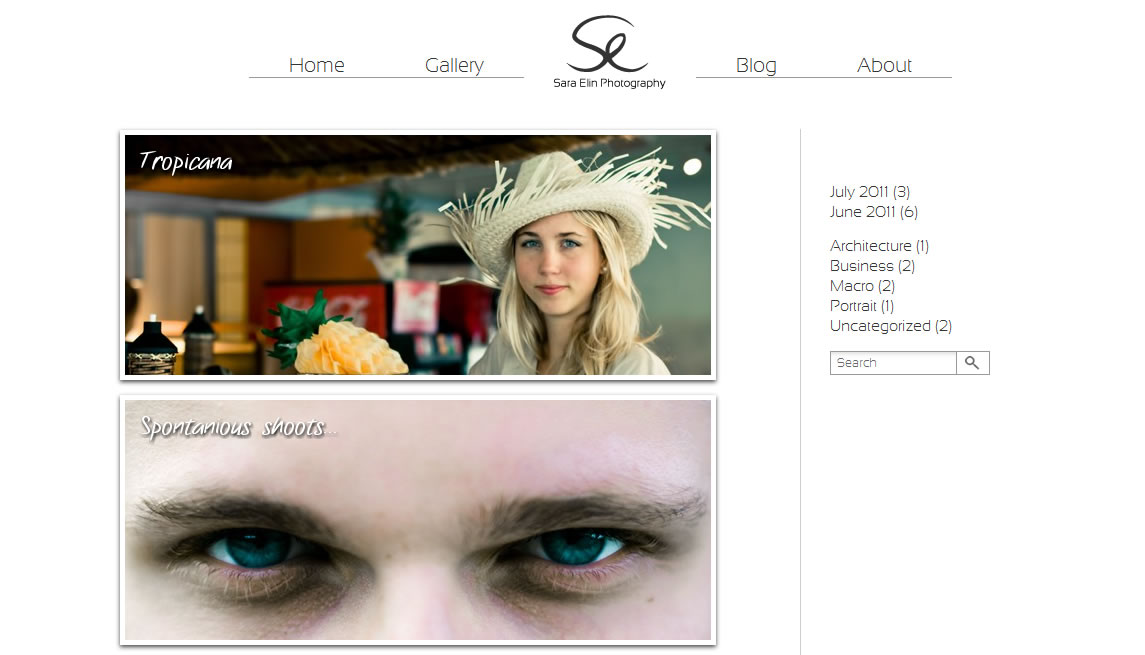 Home
Gallery
Se
Sara Elin Photography
Blog
About
Tropicana
Spontanious shoots...
July 2011 (3)
June 2011 (6)
Architecture (1)
Business (2)
Macro (2)
Portrait (1)
Uncategorized (2)
Search